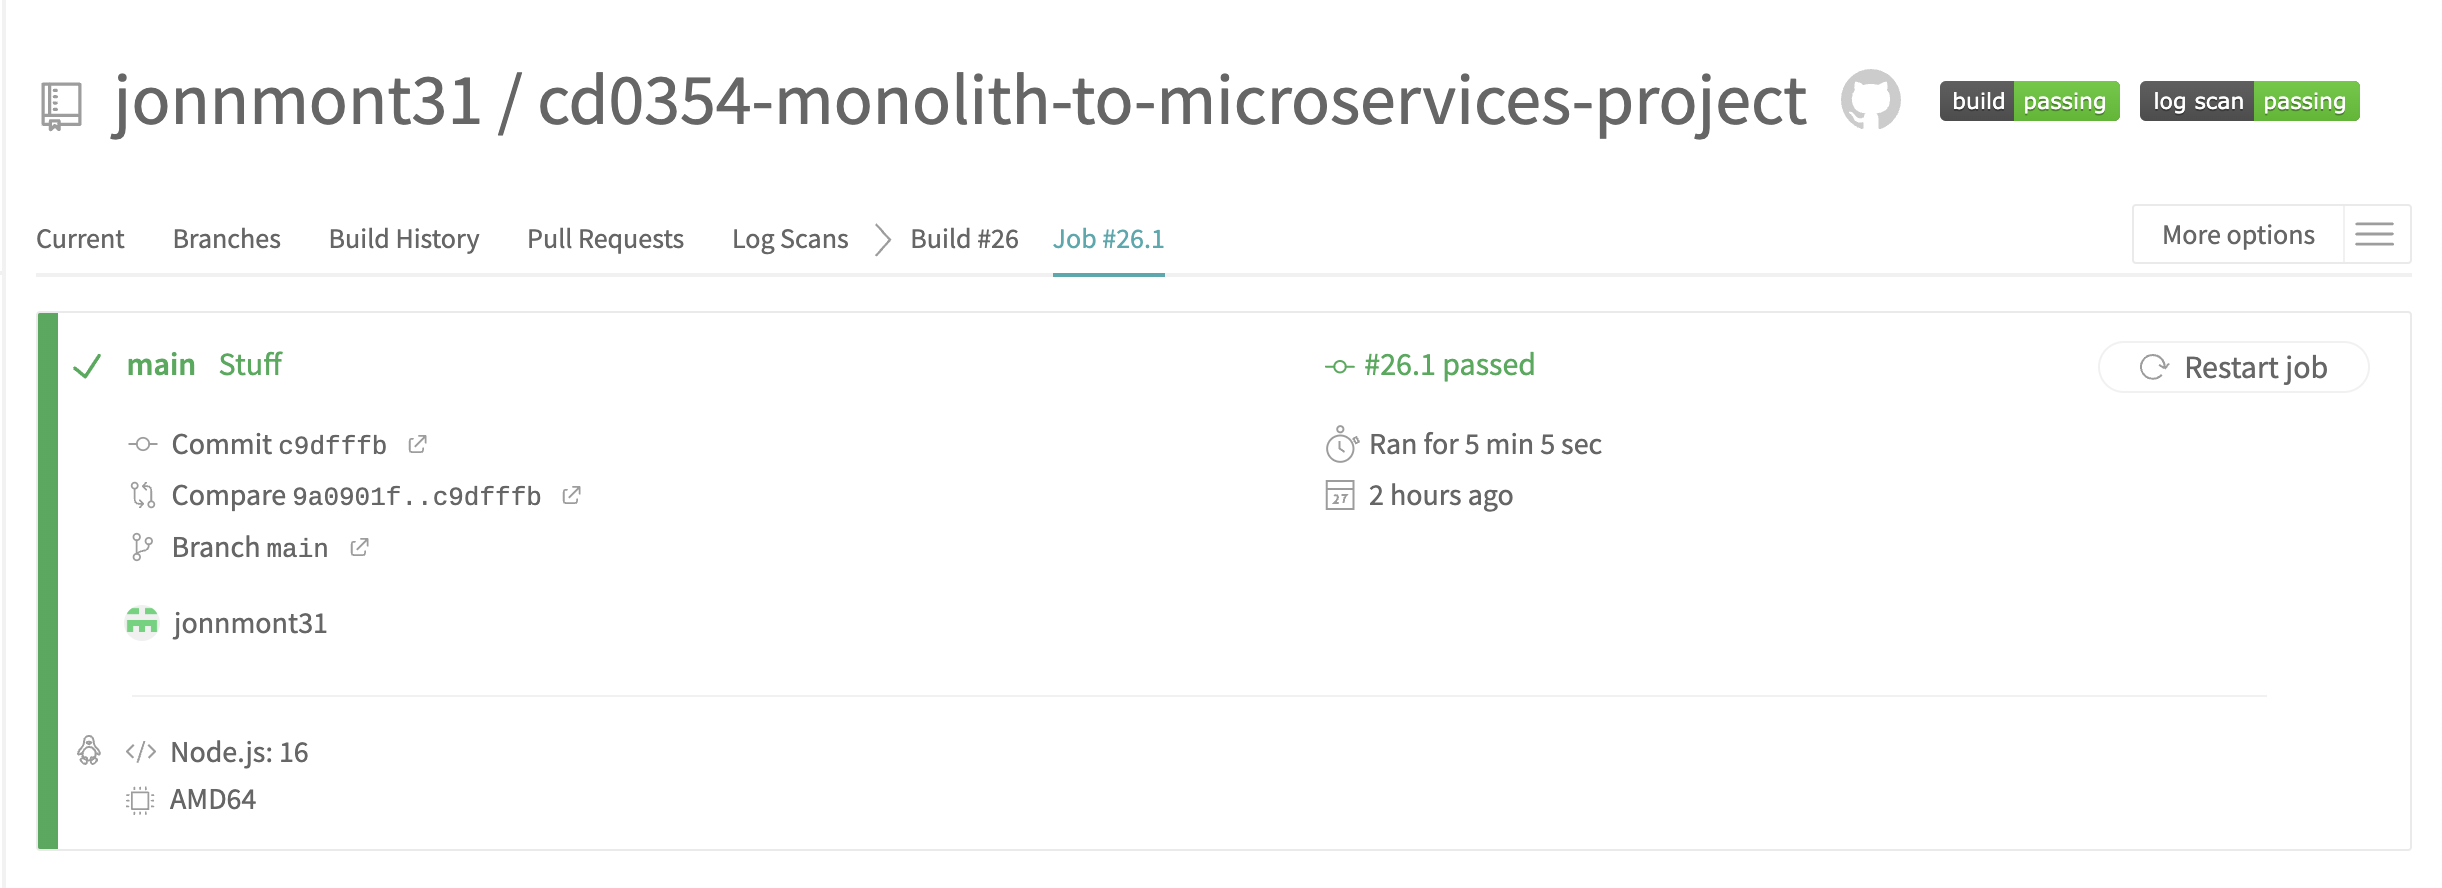 jonnmont31 / cd0354-monolith-to-microservices-project build passing log scan passing
Current Branches Build History Pull Requests Log Scans Build #26 Job #26.1 More options
main Stuff #26.1 passed Restart job
Commit c9dfffb Ran for 5 min 5 sec
Compare 9a0901f..c9dfffb 27 2 hours ago
Branch main
jonnmont31
</> Node.js: 16
AMD64